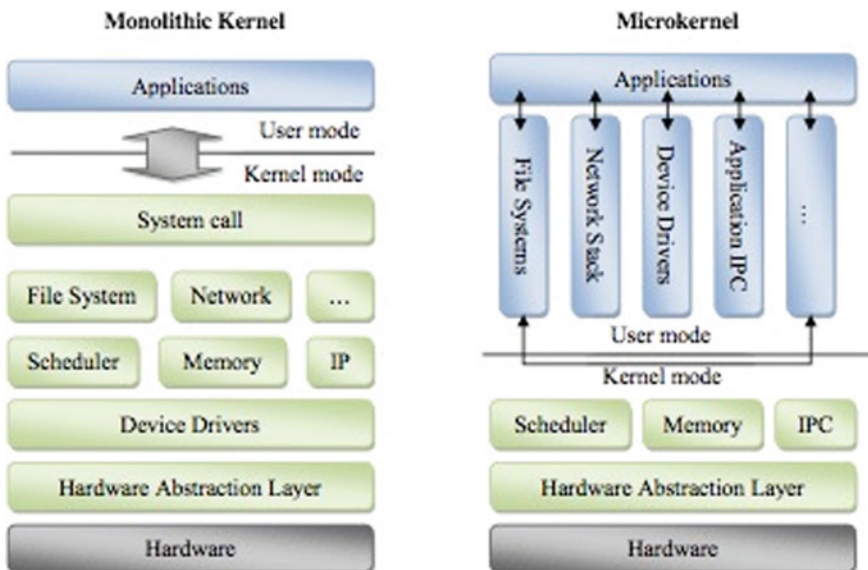 Monolithic Kernel
Applications
User mode
Kernel mode
System call
File System
Network
...
Scheduler
Memory
IP
Device Drivers
Hardware Abstraction Layer
Hardware
Microkernel
Applications
File Systems
Network Stack
Device Drivers
Application IPC
...
User mode
Kernel mode
Scheduler
Memory
IPC
Hardware Abstraction Layer
Hardware